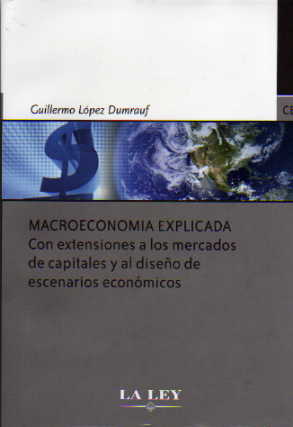 Guillermo López Dumrauf
CE
MACROECONOMIA EXPLICADA
Con extensiones a los mercados
de capitales y al diseño de
escenarios económicos
LA LEY